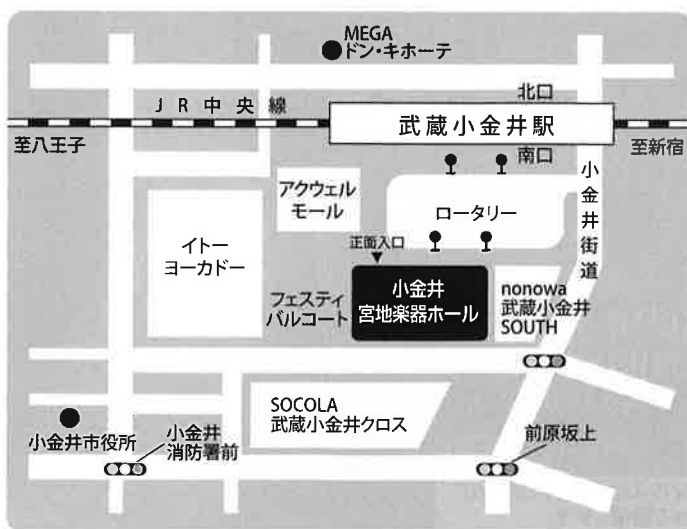 MEGA
ドン・キホーテ
北口
JR中央線
武蔵小金井駅
至八王子
南口
至新宿
小金井街道
アクウェル
モール
ロータリー
イトー
ヨーカドー
正面入口
小金井
宮地楽器ホール
フェスティ
バルコート
nonowa
武蔵小金井
SOUTH
SOCOLA
武蔵小金井クロス
小金井市役所
小金井
消防署前
前原坂上